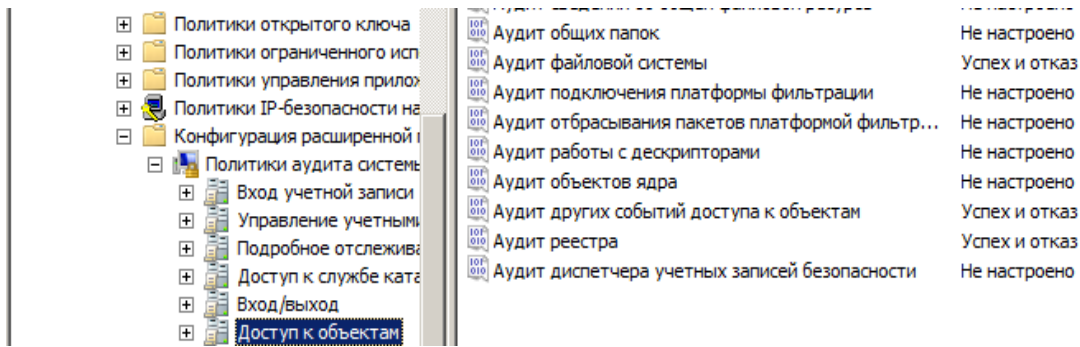 Политики открытого ключа
Политики ограниченного исп
Политики управления прилож
Политики IP-безопасности на
Конфигурация расширенной п
Политики аудита системы
Вход учетной записи
Управление учетными
Подробное отслежива
Доступ к службе ката
Вход/выход
Доступ к объектам
Аудит общих папок Не настроено
Аудит файловой системы Успех и отказ
Аудит подключения платформы фильтрации Не настроено
Аудит отбрасывания пакетов платформой фильтр... Не настроено
Аудит работы с дескрипторами Не настроено
Аудит объектов ядра Не настроено
Аудит других событий доступа к объектам Успех и отказ
Аудит реестра Успех и отказ
Аудит диспетчера учетных записей безопасности Не настроено